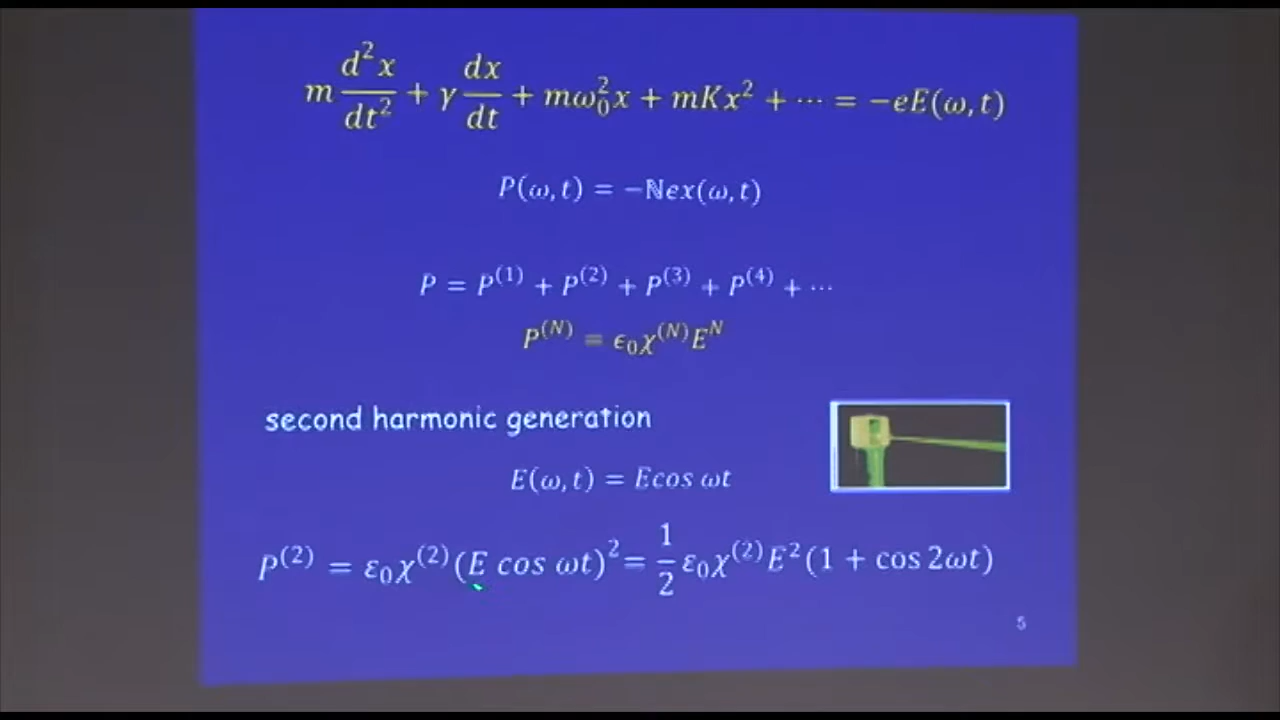 m d²x/dt² + γ dx/dt + mω₀²x + mKx² + ⋯ = −eE(ω, t)
P(ω, t) = −ℕex(ω, t)
P = P⁽¹⁾ + P⁽²⁾ + P⁽³⁾ + P⁽⁴⁾ + ⋯
P⁽ᴺ⁾ = ϵ₀χ⁽ᴺ⁾Eᴺ
second harmonic generation
E(ω, t) = Ecos ωt
P⁽²⁾ = ε₀χ⁽²⁾(E cos ωt)² = 1/2 ε₀χ⁽²⁾E²(1 + cos 2ωt)
5